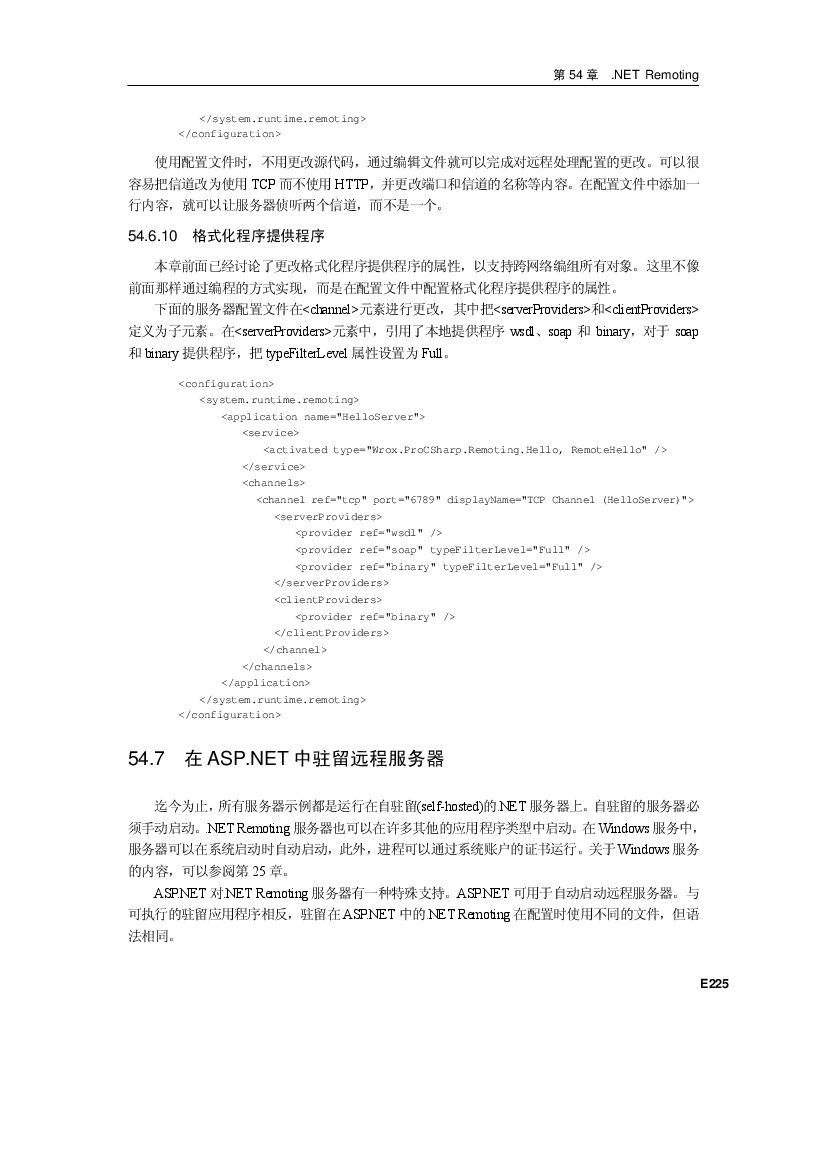 第 54 章 .NET Remoting
</system.runtime.remoting>
</configuration>
使用配置文件时，不用更改源代码，通过编辑文件就可以完成对远程处理配置的更改。可以很
容易把信道改为使用 TCP 而不使用 HTTP，并更改端口和信道的名称等内容。在配置文件中添加一
行内容，就可以让服务器侦听两个信道，而不是一个。
54.6.10 格式化程序提供程序
本章前面已经讨论了更改格式化程序提供程序的属性，以支持跨网络编组所有对象。这里不像
前面那样通过编程的方式实现，而是在配置文件中配置格式化程序提供程序的属性。
下面的服务器配置文件在<channel>元素进行更改，其中把<serverProviders>和<clientProviders>
定义为子元素。在<serverProviders>元素中，引用了本地提供程序 wsdl、soap 和 binary，对于 soap
和 binary 提供程序，把 typeFilterLevel 属性设置为 Full。
<configuration>
<system.runtime.remoting>
<application name="HelloServer">
<service>
<activated type="Wrox.ProCSharp.Remoting.Hello, RemoteHello" />
</service>
<channels>
<channel ref="tcp" port="6789" displayName="TCP Channel (HelloServer)">
<serverProviders>
<provider ref="wsdl" />
<provider ref="soap" typeFilterLevel="Full" />
<provider ref="binary" typeFilterLevel="Full" />
</serverProviders>
<clientProviders>
<provider ref="binary" />
</clientProviders>
</channel>
</channels>
</application>
</system.runtime.remoting>
</configuration>
54.7 在 ASP.NET 中驻留远程服务器
迄今为止，所有服务器示例都是运行在自驻留(self-hosted)的.NET 服务器上。自驻留的服务器必
须手动启动。.NET Remoting 服务器也可以在许多其他的应用程序类型中启动。在 Windows 服务中，
服务器可以在系统启动时自动启动，此外，进程可以通过系统账户的证书运行。关于 Windows 服务
的内容，可以参阅第 25 章。
ASP.NET 对.NET Remoting 服务器有一种特殊支持。ASP.NET 可用于自动启动远程服务器。与
可执行的驻留应用程序相反，驻留在 ASP.NET 中的.NET Remoting 在配置时使用不同的文件，但语
法相同。
E225